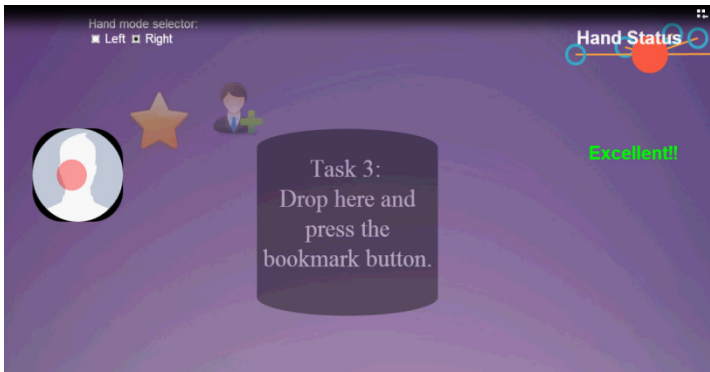 Hand mode selector:
Left Right
Hand Status
Excellent!!
Task 3:
Drop here and
press the
bookmark button.